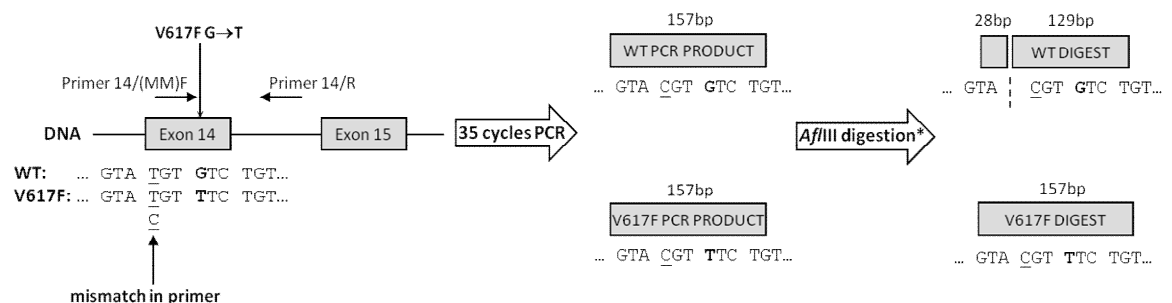 V617F G→T
Primer 14/(MM)F
Primer 14/R
DNA
Exon 14
Exon 15
WT: ... GTA TGT GTC TGT...
V617F: ... GTA TGT TTC TGT...
C
mismatch in primer
35 cycles PCR
157bp
WT PCR PRODUCT
... GTA CGT GTC TGT...
157bp
V617F PCR PRODUCT
... GTA CGT TTC TGT...
AflIII digestion*
28bp 129bp
WT DIGEST
... GTA CGT GTC TGT...
157bp
V617F DIGEST
... GTA CGT TTC TGT...